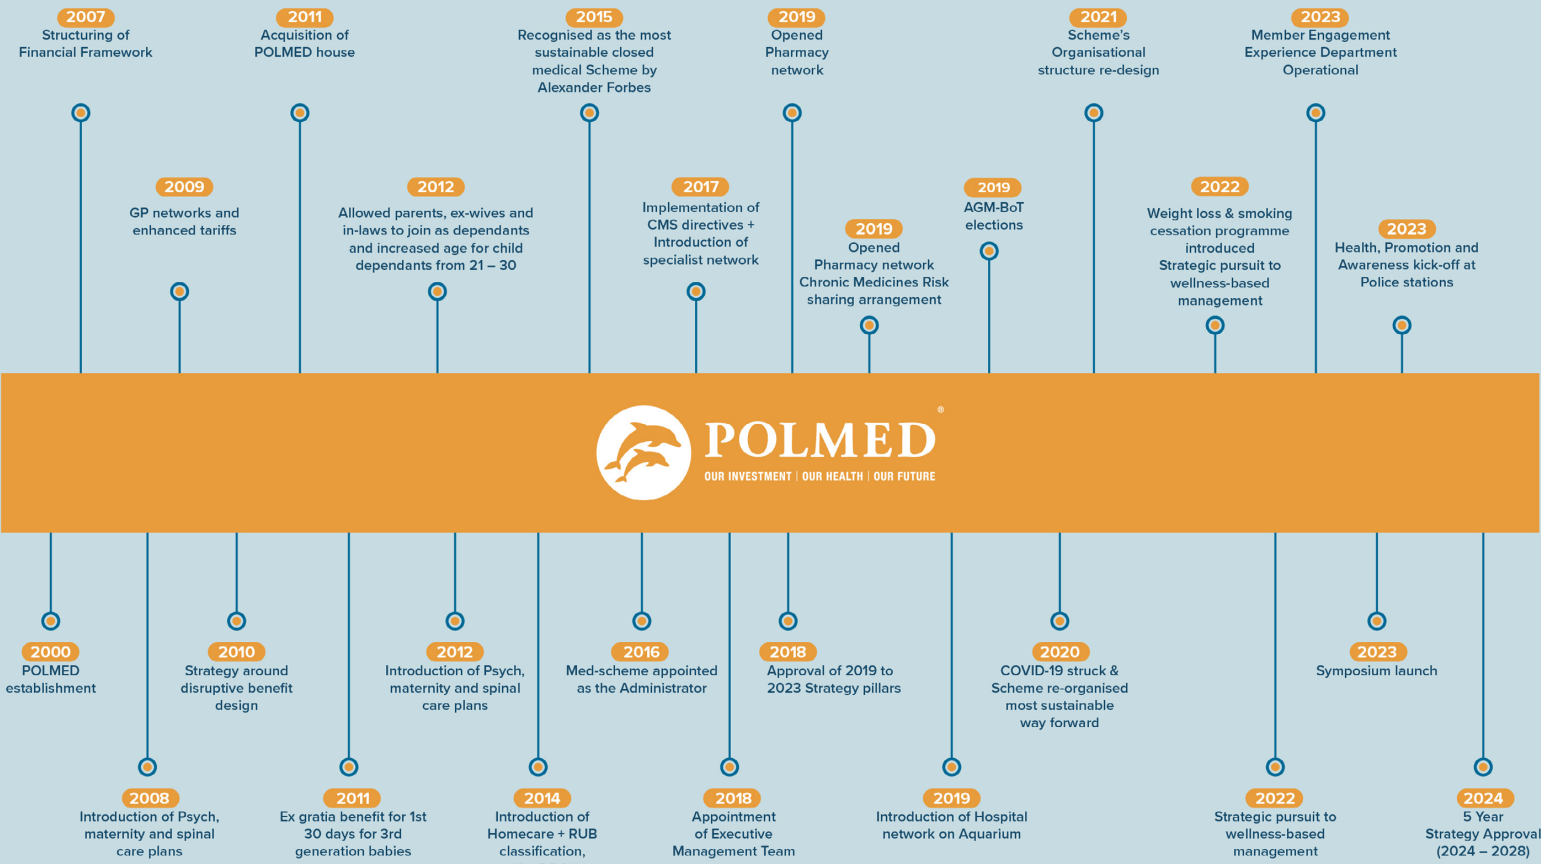 2007
Structuring of
Financial Framework
2011
Acquisition of
POLMED house
2015
Recognised as the most
sustainable closed
medical Scheme by
Alexander Forbes
2019
Opened
Pharmacy
network
2021
Scheme's
Organisational
structure re-design
2023
Member Engagement
Experience Department
Operational
2009
GP networks and
enhanced tariffs
2012
Allowed parents, ex-wives and
in-laws to join as dependants
and increased age for child
dependants from 21 – 30
2017
Implementation of
CMS directives +
Introduction of
specialist network
2019
Opened
Pharmacy network
Chronic Medicines Risk
sharing arrangement
2019
AGM-BoT
elections
2022
Weight loss & smoking
cessation programme
introduced
Strategic pursuit to
wellness-based
management
2023
Health, Promotion and
Awareness kick-off at
Police stations
POLMED®
OUR INVESTMENT | OUR HEALTH | OUR FUTURE
2000
POLMED
establishment
2010
Strategy around
disruptive benefit
design
2012
Introduction of Psych,
maternity and spinal
care plans
2016
Med-scheme appointed
as the Administrator
2018
Approval of 2019 to
2023 Strategy pillars
2020
COVID-19 struck &
Scheme re-organised
most sustainable
way forward
2023
Symposium launch
2008
Introduction of Psych,
maternity and spinal
care plans
2011
Ex gratia benefit for 1st
30 days for 3rd
generation babies
2014
Introduction of
Homecare + RUB
classification,
2018
Appointment
of Executive
Management Team
2019
Introduction of Hospital
network on Aquarium
2022
Strategic pursuit to
wellness-based
management
2024
5 Year
Strategy Approval
(2024 – 2028)